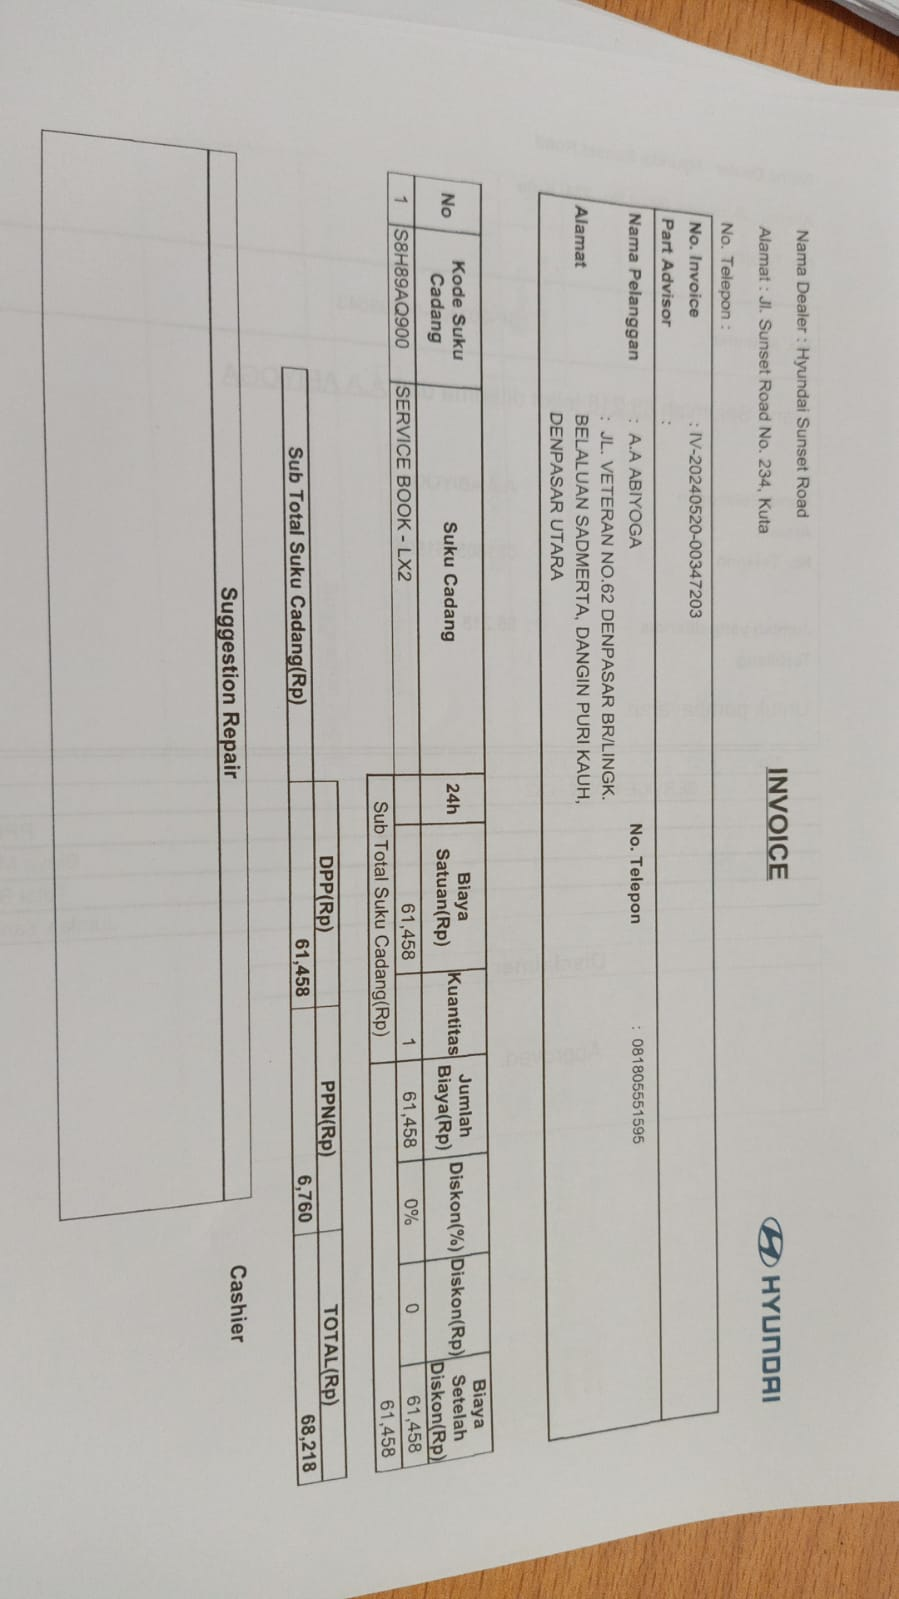 Nama Dealer : Hyundai Sunset Road
Alamat : Jl. Sunset Road No. 234, Kuta
INVOICE
HYUNDAI
No. Telepon :
No. Invoice : IV-20240520-00347203
Part Advisor :
Nama Pelanggan : A.A ABIYOGA No. Telepon : 081805551595
Alamat : JL. VETERAN NO.62 DENPASAR BR/LINGK.
BELALUAN SADMERTA, DANGIN PURI KAUH,
DENPASAR UTARA
No Kode Suku Cadang Suku Cadang 24h Biaya Satuan(Rp) Kuantitas Jumlah Biaya(Rp) Diskon(%) Diskon(Rp) Biaya Setelah Diskon(Rp)
1 S8H89AQ900 SERVICE BOOK - LX2 61,458 1 61,458 0% 0 61,458
Sub Total Suku Cadang(Rp) 61,458
DPP(Rp) PPN(Rp) TOTAL(Rp)
Sub Total Suku Cadang(Rp) 61,458 6,760 68,218
Suggestion Repair
Cashier